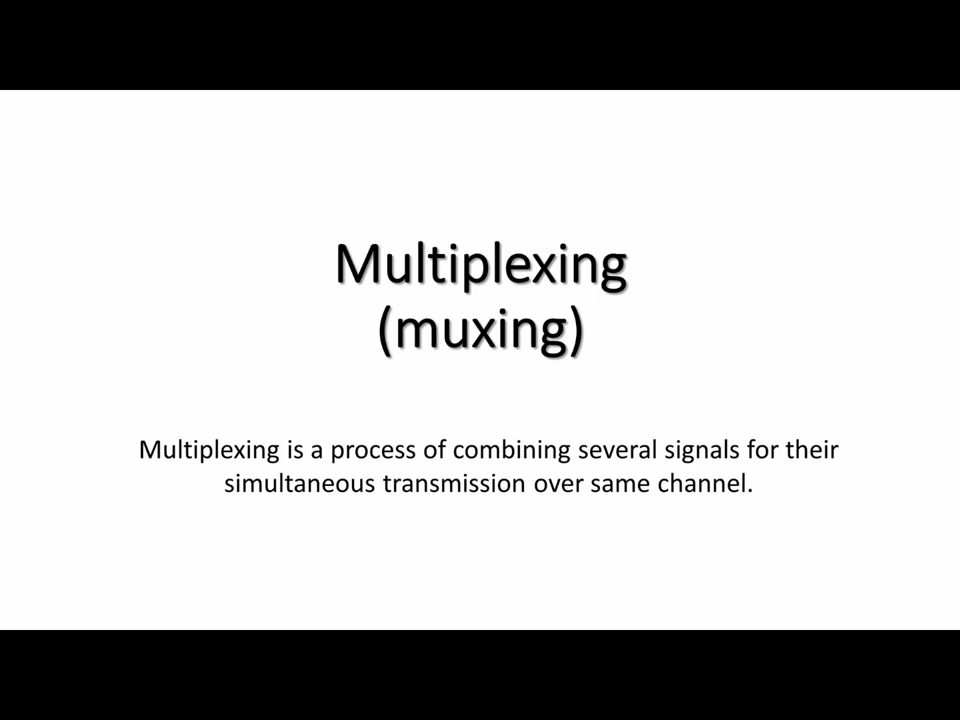 Multiplexing
(muxing)
Multiplexing is a process of combining several signals for their
simultaneous transmission over same channel.